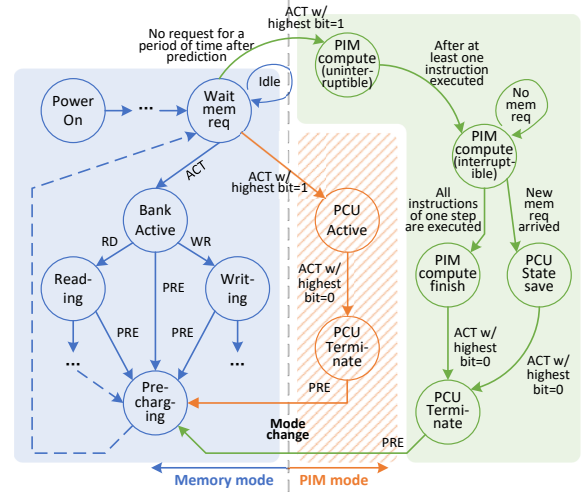 No request for a
period of time after
prediction
ACT w/
highest bit=1
PIM
compute
(uninter-
ruptible)
After at
least one
instruction
executed
Power
On
...
Wait
mem
req
Idle
No
mem
req
PIM
compute
(interrupt-
ible)
ACT
ACT w/
highest bit=1
All
instructions
of one step
are executed
New
mem
req
arrived
Bank
Active
PCU
Active
RD
WR
ACT w/
highest
bit=0
Read-
ing
PRE
Writ-
ing
PIM
compute
finish
PCU
State
save
PRE
PRE
PCU
Termi-
nate
ACT w/
highest
bit=0
ACT w/
highest
bit=0
...
...
PRE
Pre-
charg-
ing
PCU
Termi-
nate
Mode
change
PRE
Memory mode
PIM mode